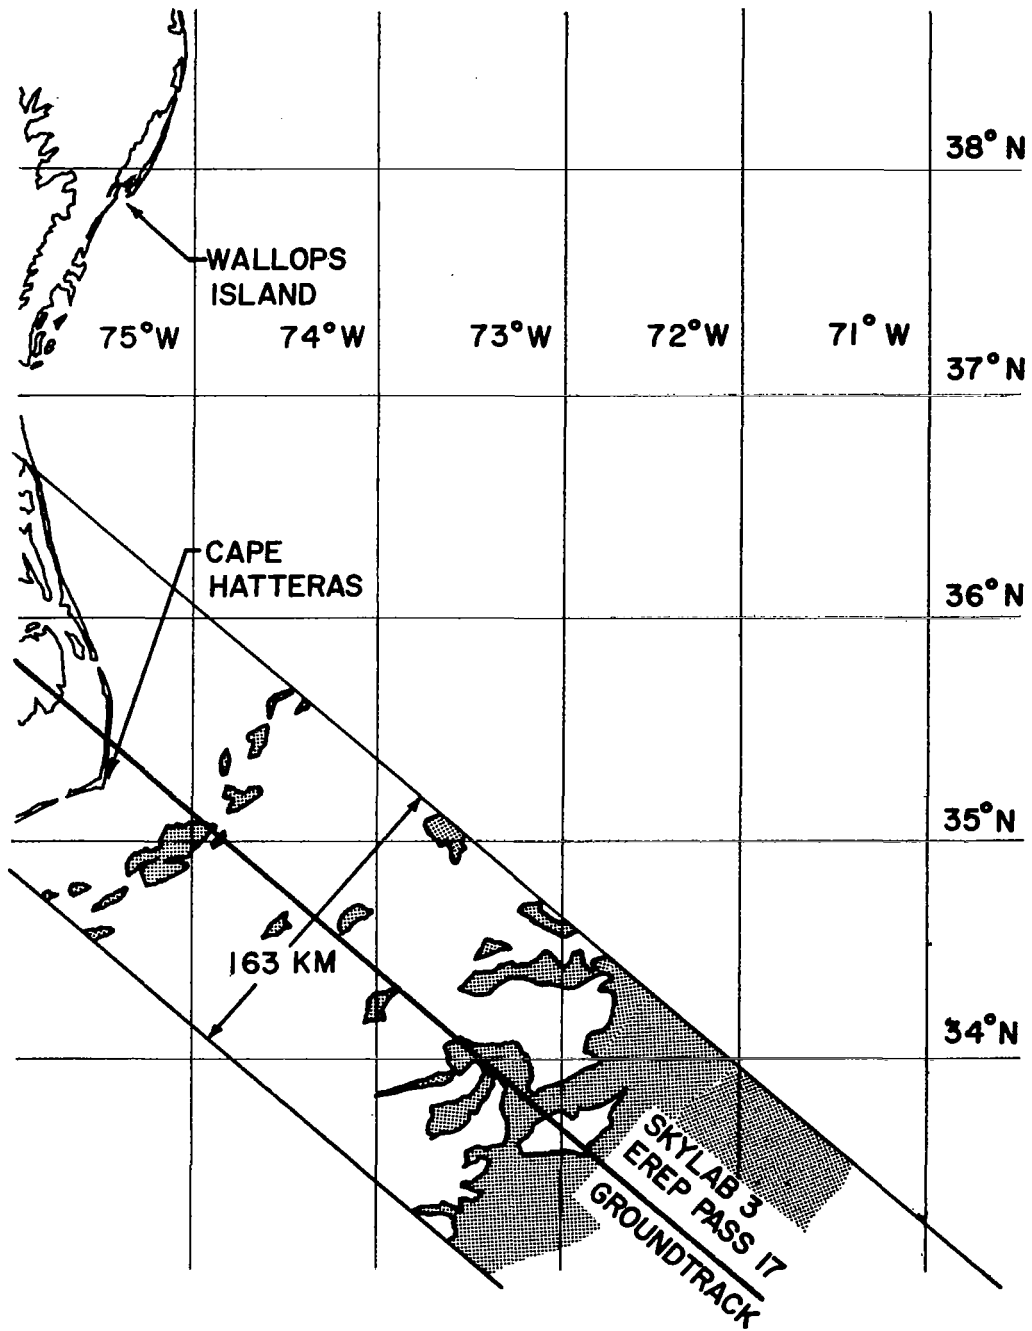 38°N
WALLOPS
ISLAND
75°W 74°W 73°W 72°W 71°W
37°N
CAPE
HATTERAS
36°N
35°N
163 KM
34°N
SKYLAB 3
EREP PASS 17
GROUNDTRACK